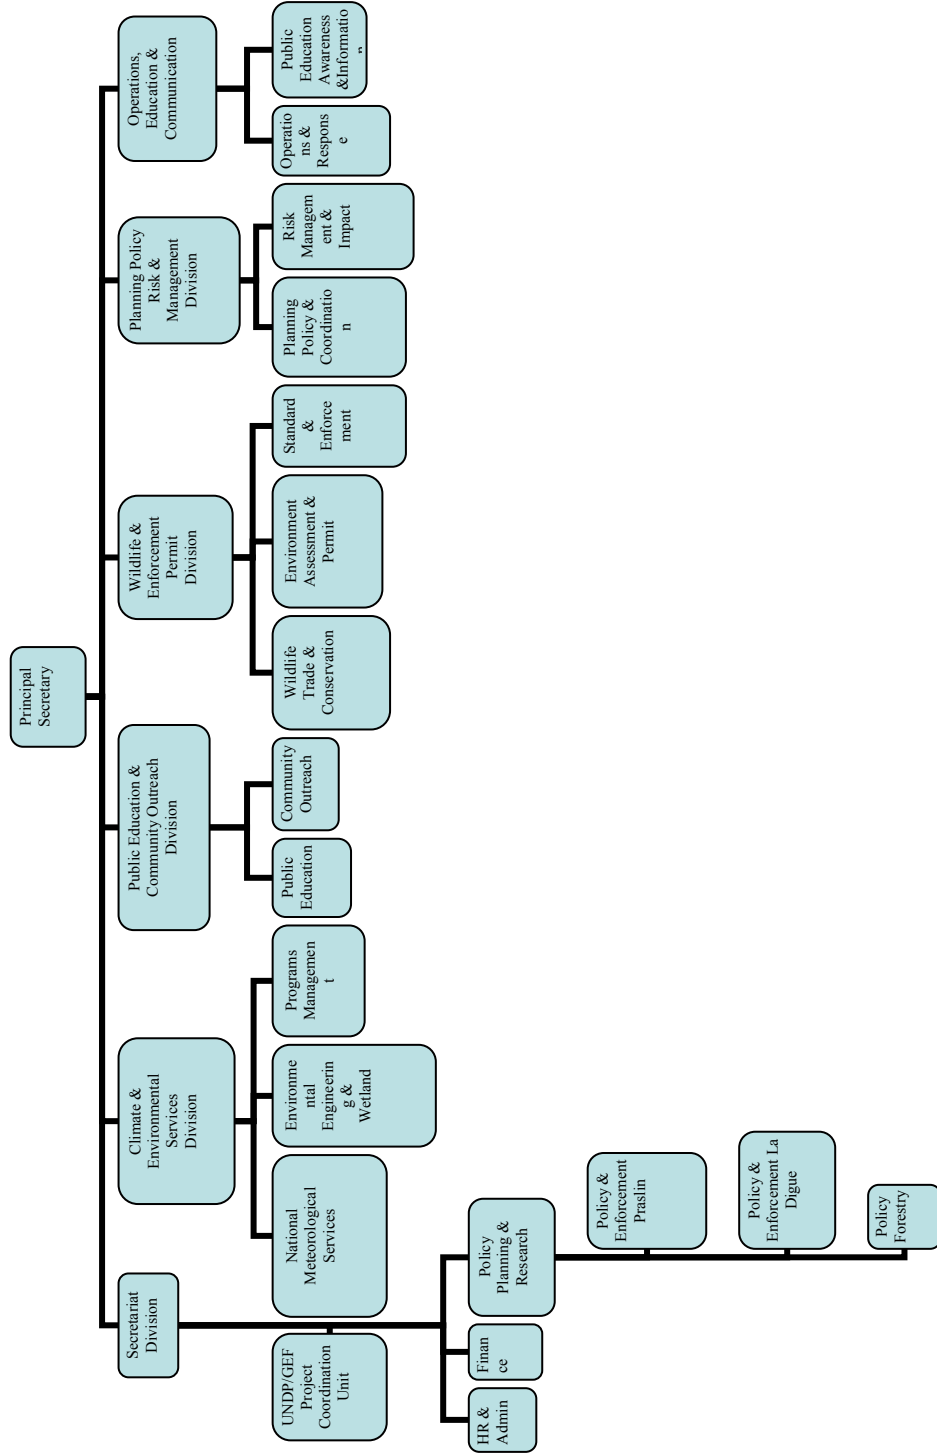 Principal
Secretary
Secretariat
Division
Climate &
Environmental
Services
Division
Public Education &
Community Outreach
Division
Wildlife &
Enforcement
Permit
Division
Planning Policy
Risk &
Management
Division
Operations,
Education &
Communication
UNDP/GEF
Project
Coordination
Unit
National
Meteorological
Services
Environme
ntal
Engineerin
g &
Wetland
Programs
Managemen
t
Public
Education
Community
Outreach
Wildlife
Trade &
Conservation
Environment
Assessment &
Permit
Standard
&
Enforce
ment
Planning
Policy &
Coordinatio
n
Risk
Managem
ent &
Impact
Operatio
ns &
Respons
e
Public
Education
Awareness
&Informatio
n
HR &
Admin
Finan
ce
Policy
Planning &
Research
Policy &
Enforcement
Praslin
Policy &
Enforcement La
Digue
Policy
Forestry